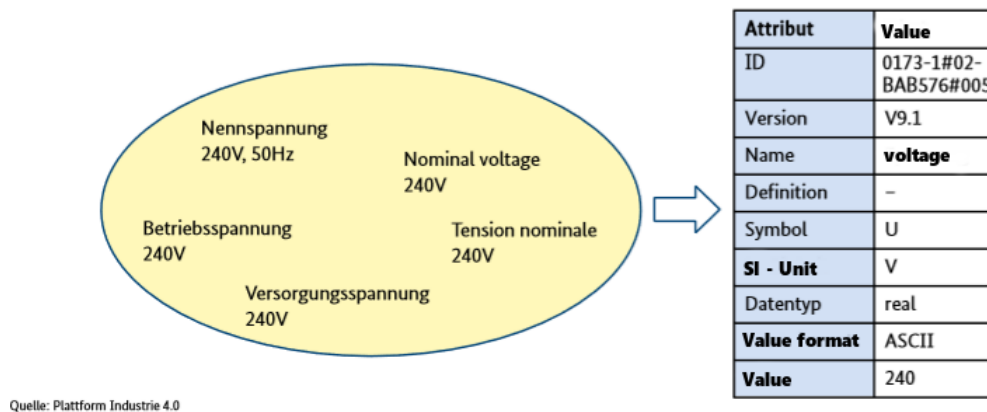 Nennspannung
240V, 50Hz
Nominal voltage
240V
Betriebsspannung
240V
Tension nominale
240V
Versorgungsspannung
240V
Attribut Value
ID 0173-1#02-
BAB576#005
Version V9.1
Name voltage
Definition –
Symbol U
SI - Unit V
Datentyp real
Value format ASCII
Value 240
Quelle: Plattform Industrie 4.0